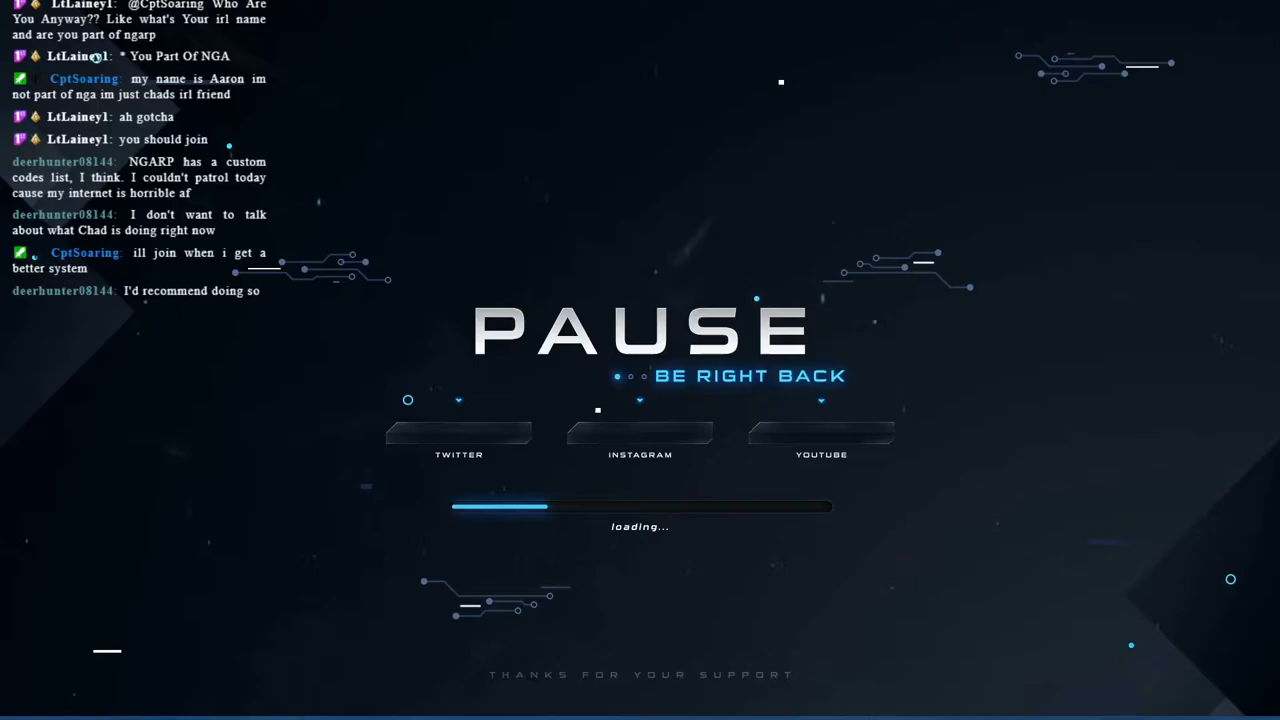 LtLainey1: @CptSoaring Who Are
You Anyway?? Like what's Your irl name
and are you part of ngarp
LtLainey1: * You Part Of NGA
CptSoaring: my name is Aaron im
not part of nga im just chads irl friend
LtLainey1: ah gotcha
LtLainey1: you should join
deerhunter08144: NGARP has a custom
codes list, I think. I couldn't patrol today
cause my internet is horrible af
deerhunter08144: I don't want to talk
about what Chad is doing right now
CptSoaring: ill join when i get a
better system
deerhunter08144: I'd recommend doing so
PAUSE
BE RIGHT BACK
TWITTER
INSTAGRAM
YOUTUBE
loading...
THANKS FOR YOUR SUPPORT